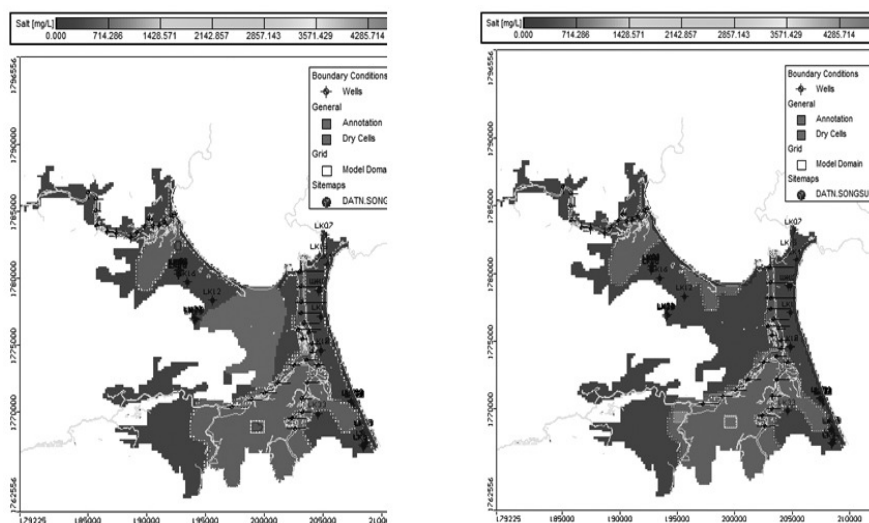 Salt [mg/L]
0.000 714.286 1428.571 2142.857 2857.143 3571.429 4285.714
1796556
1790000
1785000
1780000
1775000
1770000
1762556
179225 185000 190000 195000 200000 205000 21000
Boundary Conditions
Wells
General
Annotation
Dry Cells
Grid
Model Domain
Sitemaps
DATN.SONGSU
LK07
LK12
Salt [mg/L]
0.000 714.286 1428.571 2142.857 2857.143 3571.429 4285.714
1796556
1790000
1785000
1780000
1775000
1770000
1762556
179225 185000 190000 195000 200000 205000 210000
Boundary Conditions
Wells
General
Annotation
Dry Cells
Grid
Model Domain
Sitemaps
DATN.SONGSU
LK07
LK12